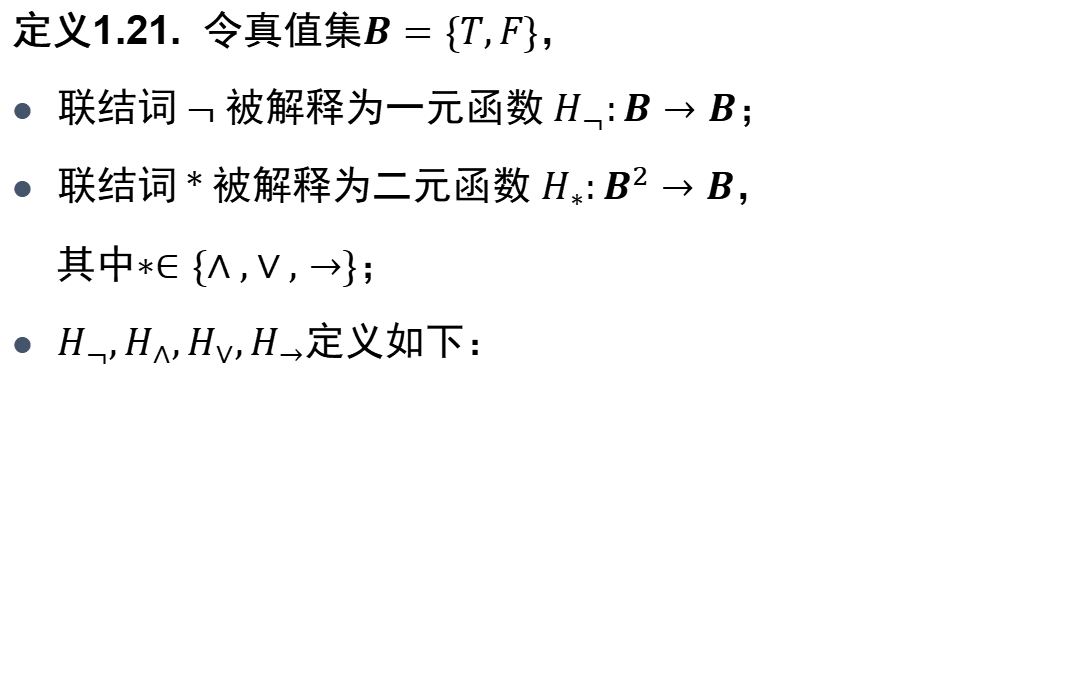 定义1.21. 令真值集B = {T, F},
● 联结词 ¬ 被解释为一元函数 H¬: B → B;
● 联结词 * 被解释为二元函数 H*: B² → B,
其中*∈ {∧ , ∨ , →};
● H¬, H∧, H∨, H→定义如下: